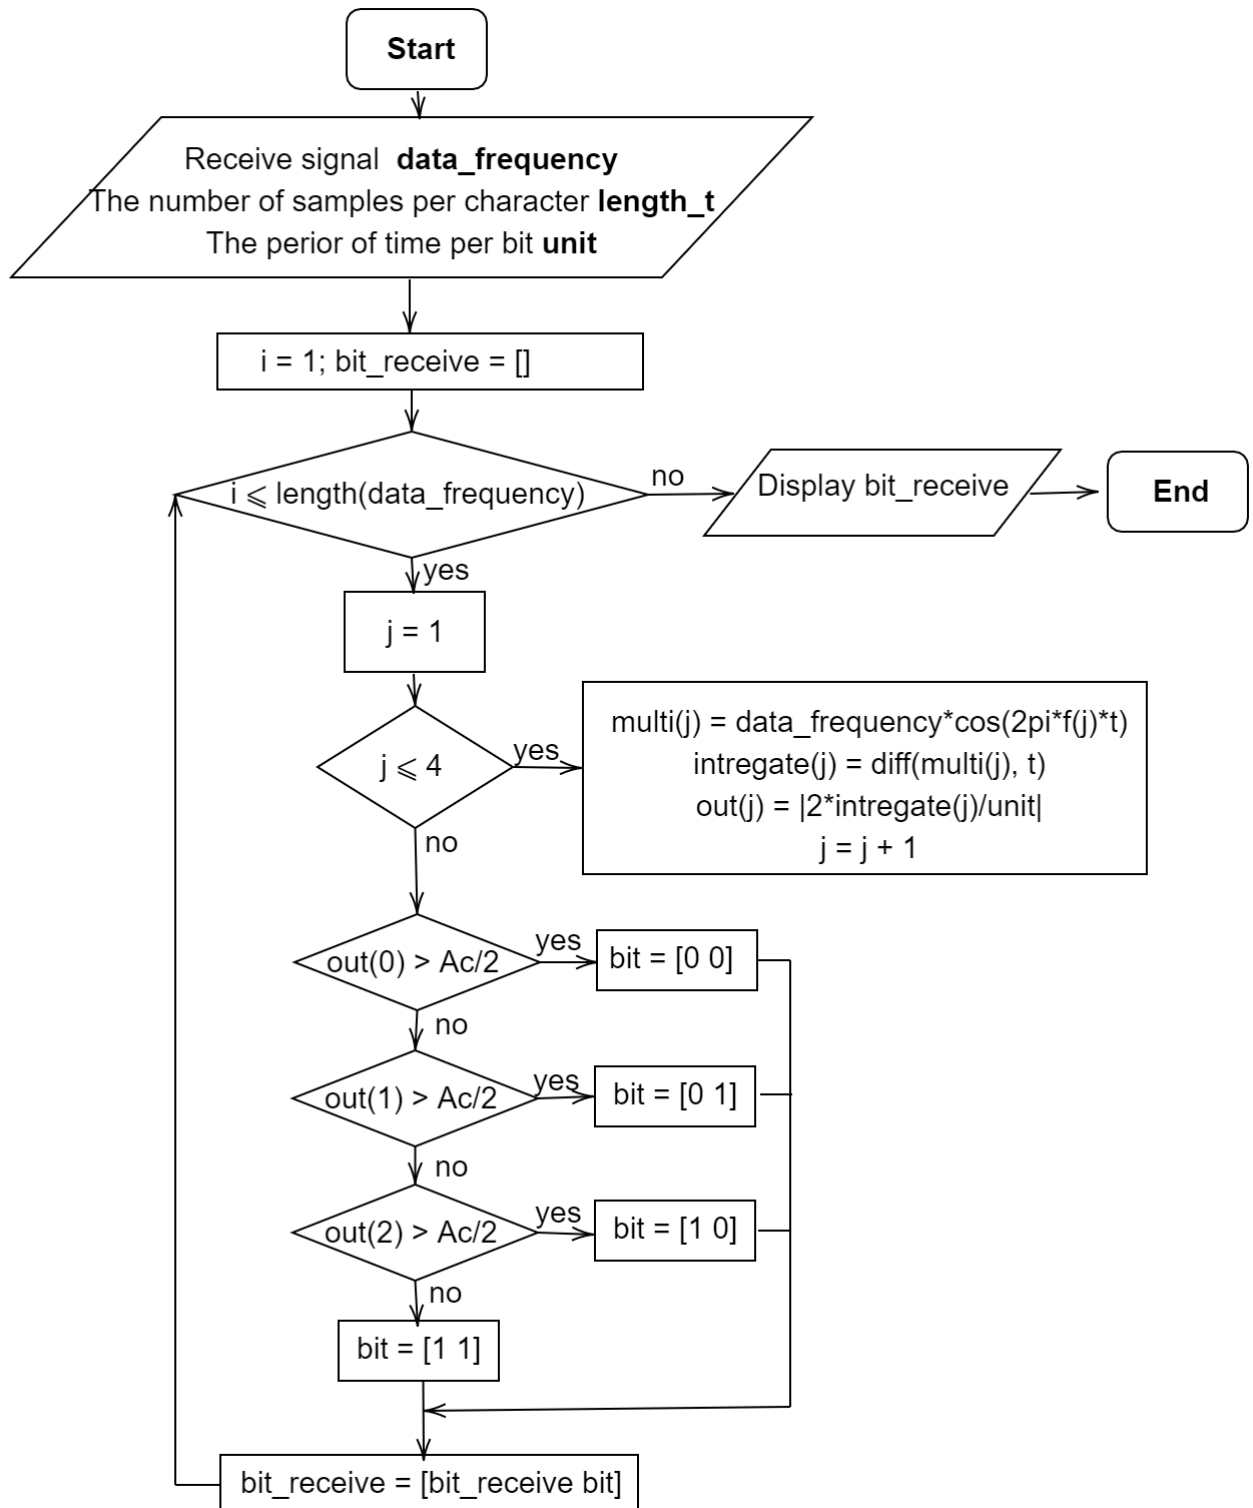 Start
Receive signal data_frequency
The number of samples per character length_t
The perior of time per bit unit
i = 1; bit_receive = []
i ⩽ length(data_frequency)
no
Display bit_receive
End
yes
j = 1
j ⩽ 4
yes
multi(j) = data_frequency*cos(2pi*f(j)*t)
intregate(j) = diff(multi(j), t)
out(j) = |2*intregate(j)/unit|
j = j + 1
no
out(0) > Ac/2
yes
bit = [0 0]
no
out(1) > Ac/2
yes
bit = [0 1]
no
out(2) > Ac/2
yes
bit = [1 0]
no
bit = [1 1]
bit_receive = [bit_receive bit]